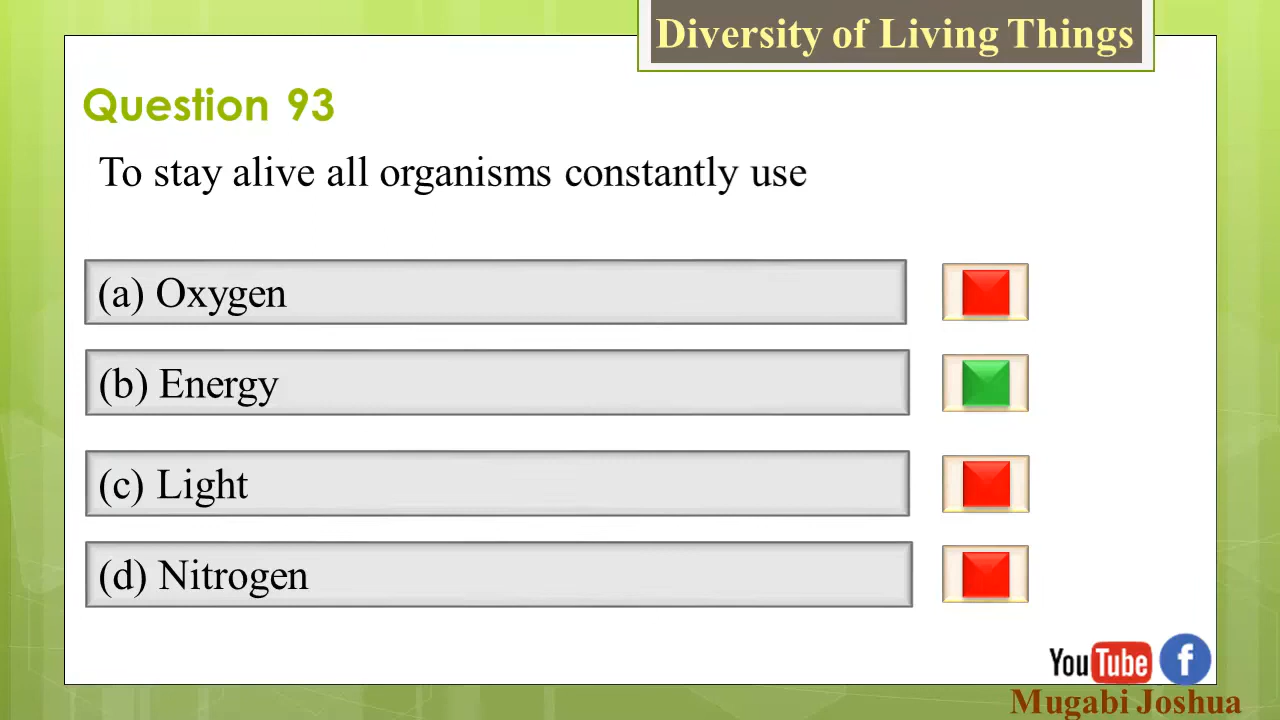 Diversity of Living Things
Question 93
To stay alive all organisms constantly use
(a) Oxygen
(b) Energy
(c) Light
(d) Nitrogen
YouTube f
Mugabi Joshua